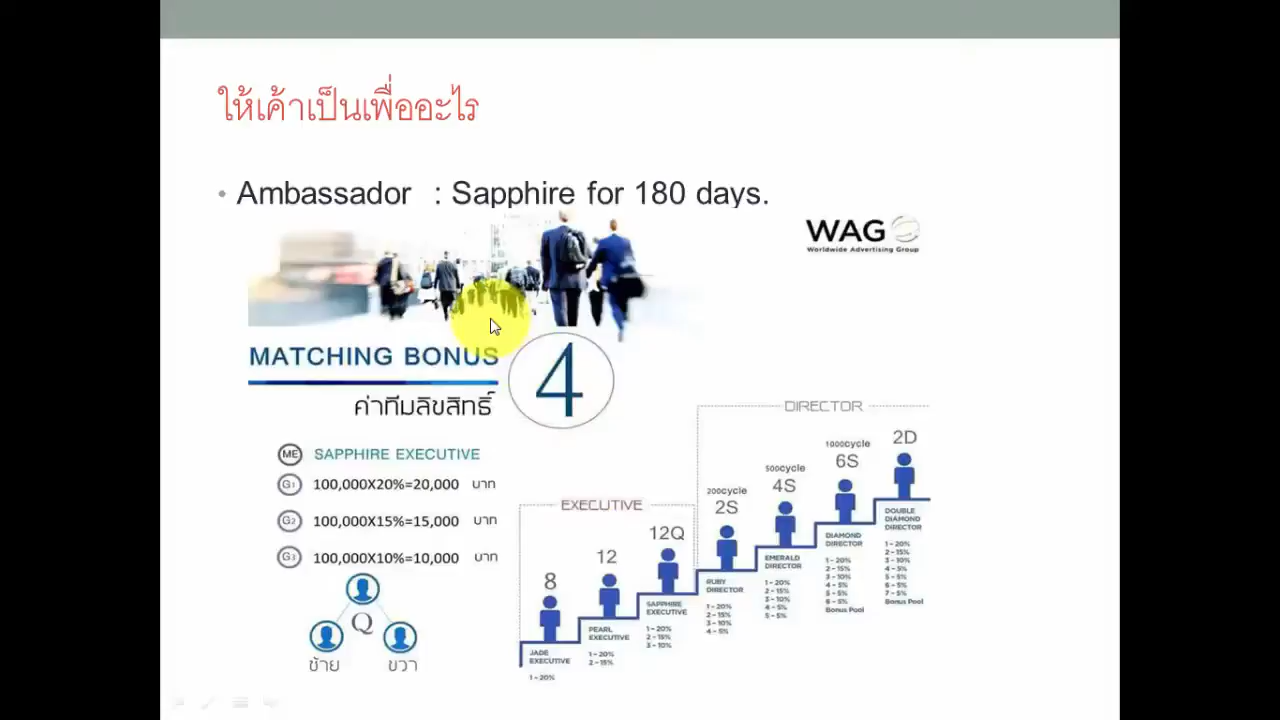 ให้เค้าเป็นเพื่ออะไร
• Ambassador : Sapphire for 180 days.
WAG
Worldwide Advertising Group
MATCHING BONUS
4
ค่าทีมลิขสิทธิ์
ME SAPPHIRE EXECUTIVE
G1 100,000X20%=20,000 บาท
G2 100,000X15%=15,000 บาท
G3 100,000X10%=10,000 บาท
Q
ซ้าย ขวา
EXECUTIVE
8
JADE
EXECUTIVE
1-20%
12
PEARL
EXECUTIVE
1-20%
2-15%
12Q
SAPPHIRE
EXECUTIVE
1-20%
2-15%
3-10%
DIRECTOR
200cycle
2S
RUBY
DIRECTOR
1-20%
2-15%
3-10%
4-5%
500cycle
4S
EMERALD
DIRECTOR
1-20%
2-15%
3-10%
4-5%
5-5%
1000cycle
6S
DIAMOND
DIRECTOR
1-20%
2-15%
3-10%
4-5%
5-5%
6-5%
Bonus Pool
2D
DOUBLE
DIAMOND
DIRECTOR
1-20%
2-15%
3-10%
4-5%
5-5%
6-5%
7-5%
Bonus Pool